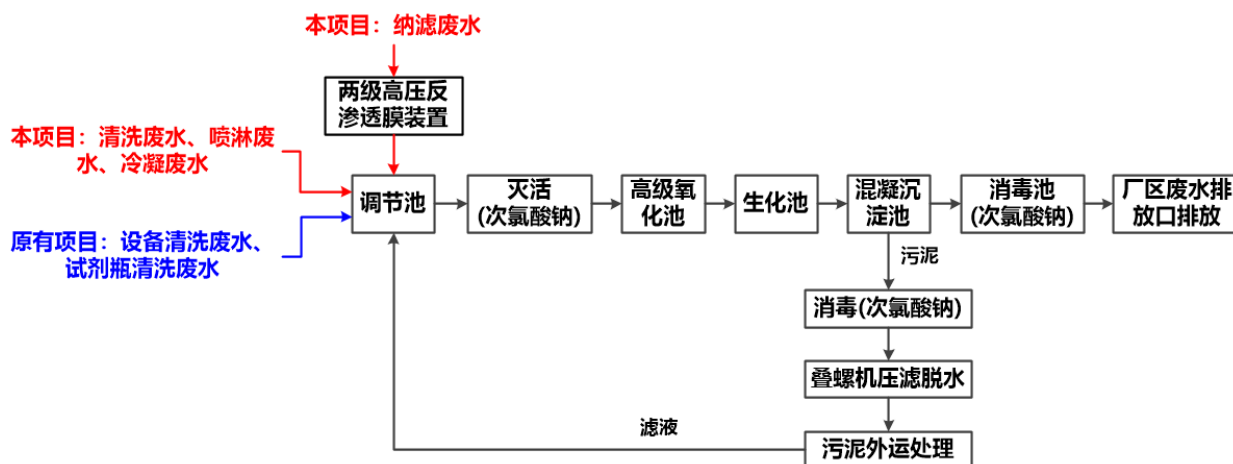 本项目：纳滤废水
两级高压反
渗透膜装置
本项目：清洗废水、喷淋废
水、冷凝废水
原有项目：设备清洗废水、
试剂瓶清洗废水
调节池
灭活
(次氯酸钠)
高级氧
化池
生化池
混凝沉
淀池
消毒池
(次氯酸钠)
厂区废水排
放口排放
污泥
消毒(次氯酸钠)
叠螺机压滤脱水
滤液
污泥外运处理